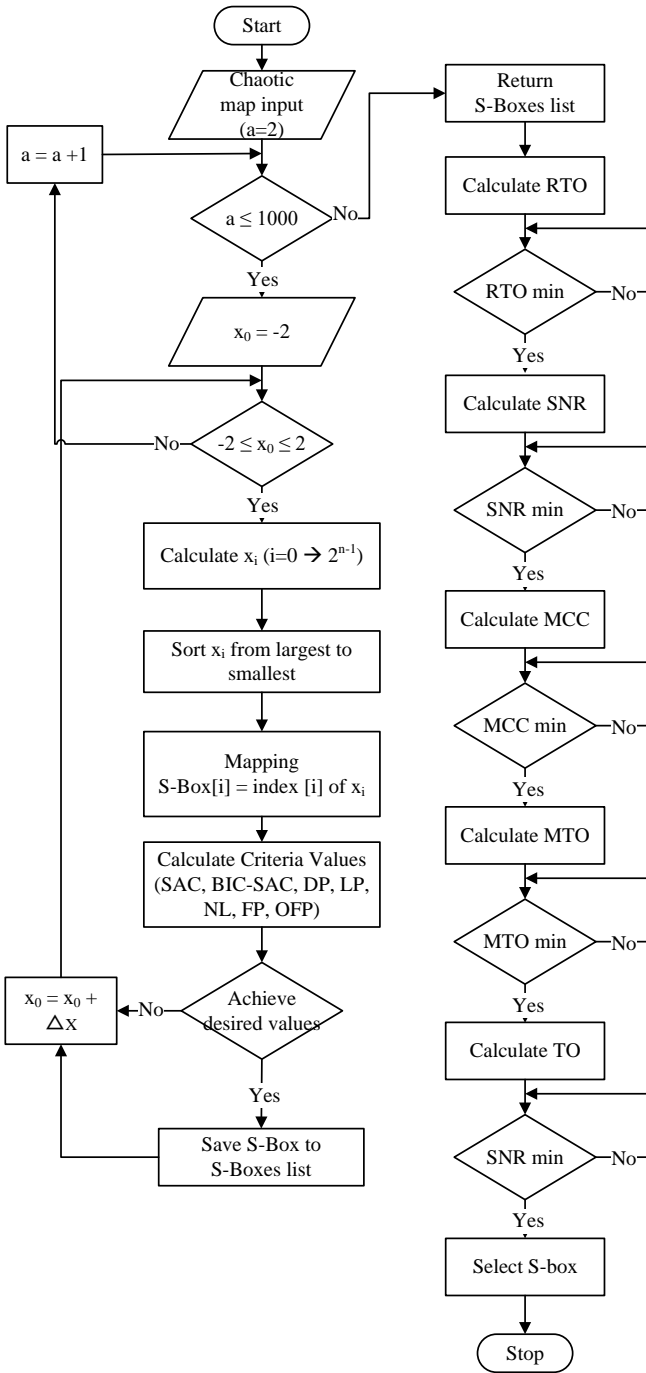 Start
Chaotic
map input
(a=2)
a = a +1
a ≤ 1000
No
Yes
x₀ = -2
-2 ≤ x₀ ≤ 2
No
Yes
Calculate xᵢ (i=0 → 2ⁿ⁻¹)
Sort xᵢ from largest to
smallest
Mapping
S-Box[i] = index [i] of xᵢ
Calculate Criteria Values
(SAC, BIC-SAC, DP, LP,
NL, FP, OFP)
Achieve
desired values
No
x₀ = x₀ +
△x
Yes
Save S-Box to
S-Boxes list
Return
S-Boxes list
Calculate RTO
RTO min
No
Yes
Calculate SNR
SNR min
No
Yes
Calculate MCC
MCC min
No
Yes
Calculate MTO
MTO min
No
Yes
Calculate TO
SNR min
No
Yes
Select S-box
Stop